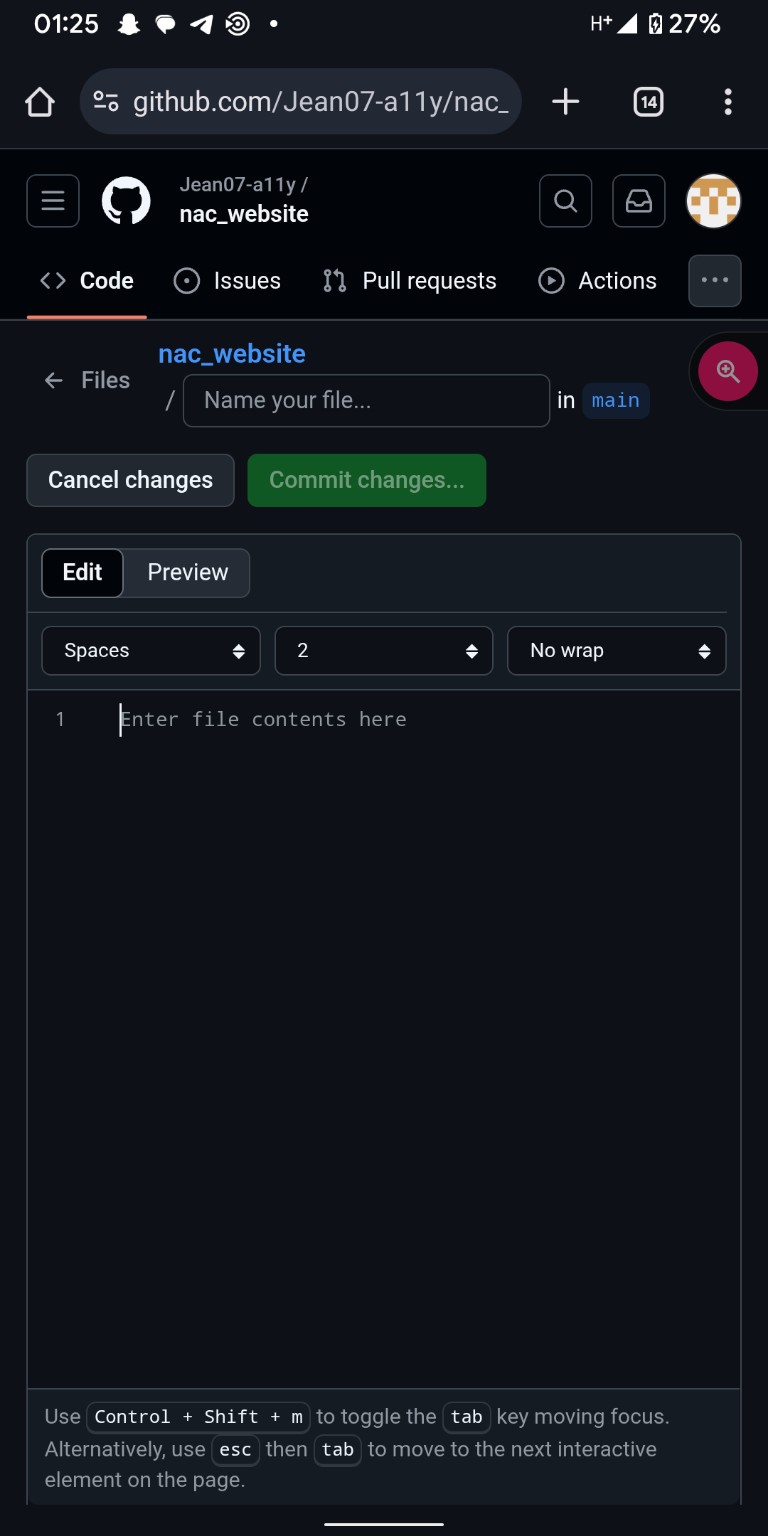 01:25
H+ 27%
github.com/Jean07-a11y/nac_
14
Jean07-a11y /
nac_website
Code Issues Pull requests Actions
nac_website
Files / Name your file... in main
Cancel changes Commit changes...
Edit Preview
Spaces 2 No wrap
1 Enter file contents here
Use Control + Shift + m to toggle the tab key moving focus.
Alternatively, use esc then tab to move to the next interactive
element on the page.